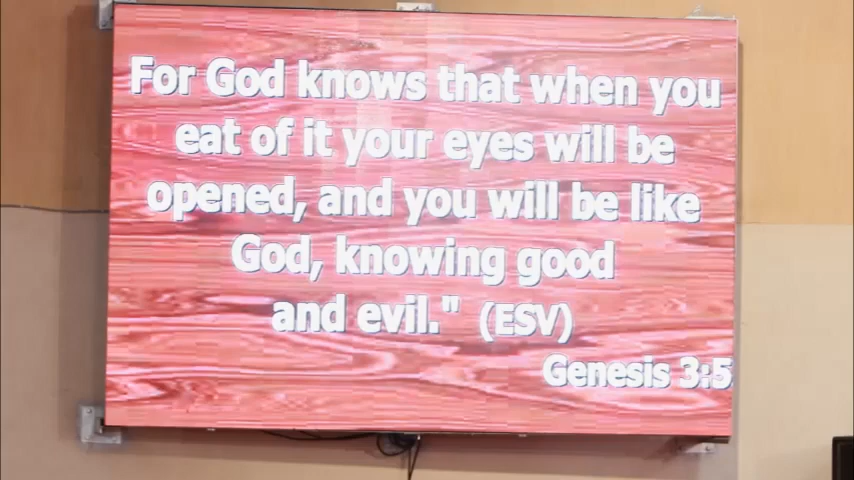 For God knows that when you
eat of it your eyes will be
opened, and you will be like
God, knowing good
and evil." (ESV)
Genesis 3:5